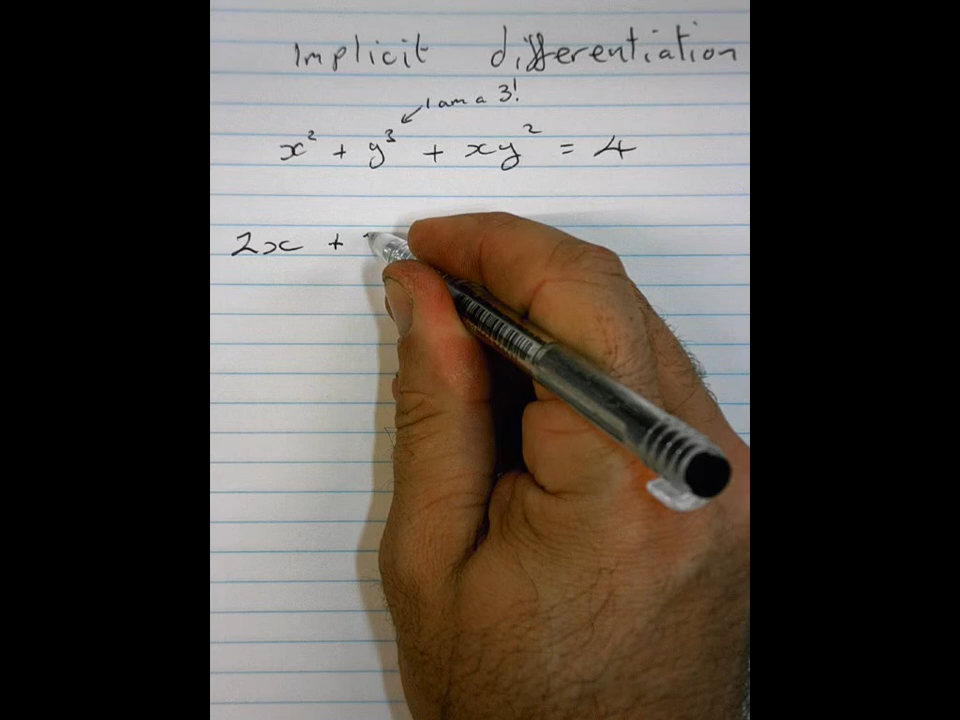 Implicit differentiation
I am a 3!
x² + y³ + xy² = 4
2x +